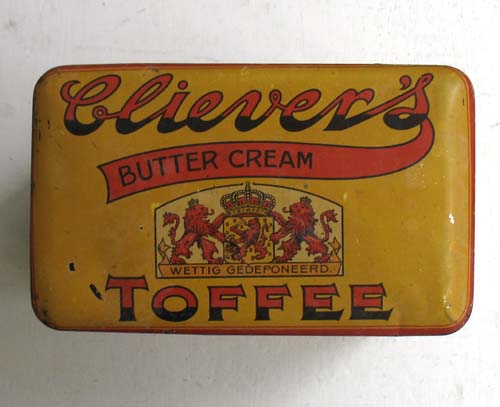 Cliever's
BUTTER CREAM
WETTIG GEDEPONEERD.
TOFFEE